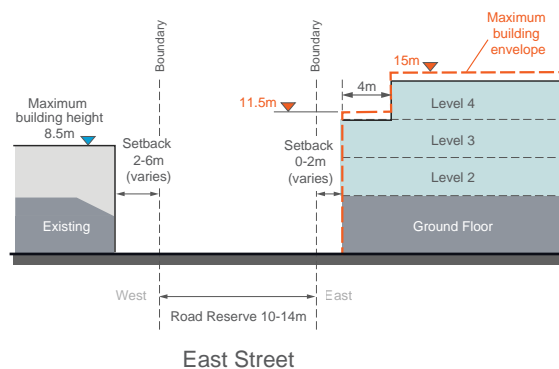 Boundary
Boundary
Maximum
building
envelope
15m
4m
11.5m
Maximum
building height
8.5m
Level 4
Setback
2-6m
(varies)
Setback
0-2m
(varies)
Level 3
Level 2
Existing
Ground Floor
West
East
Road Reserve 10-14m
East Street